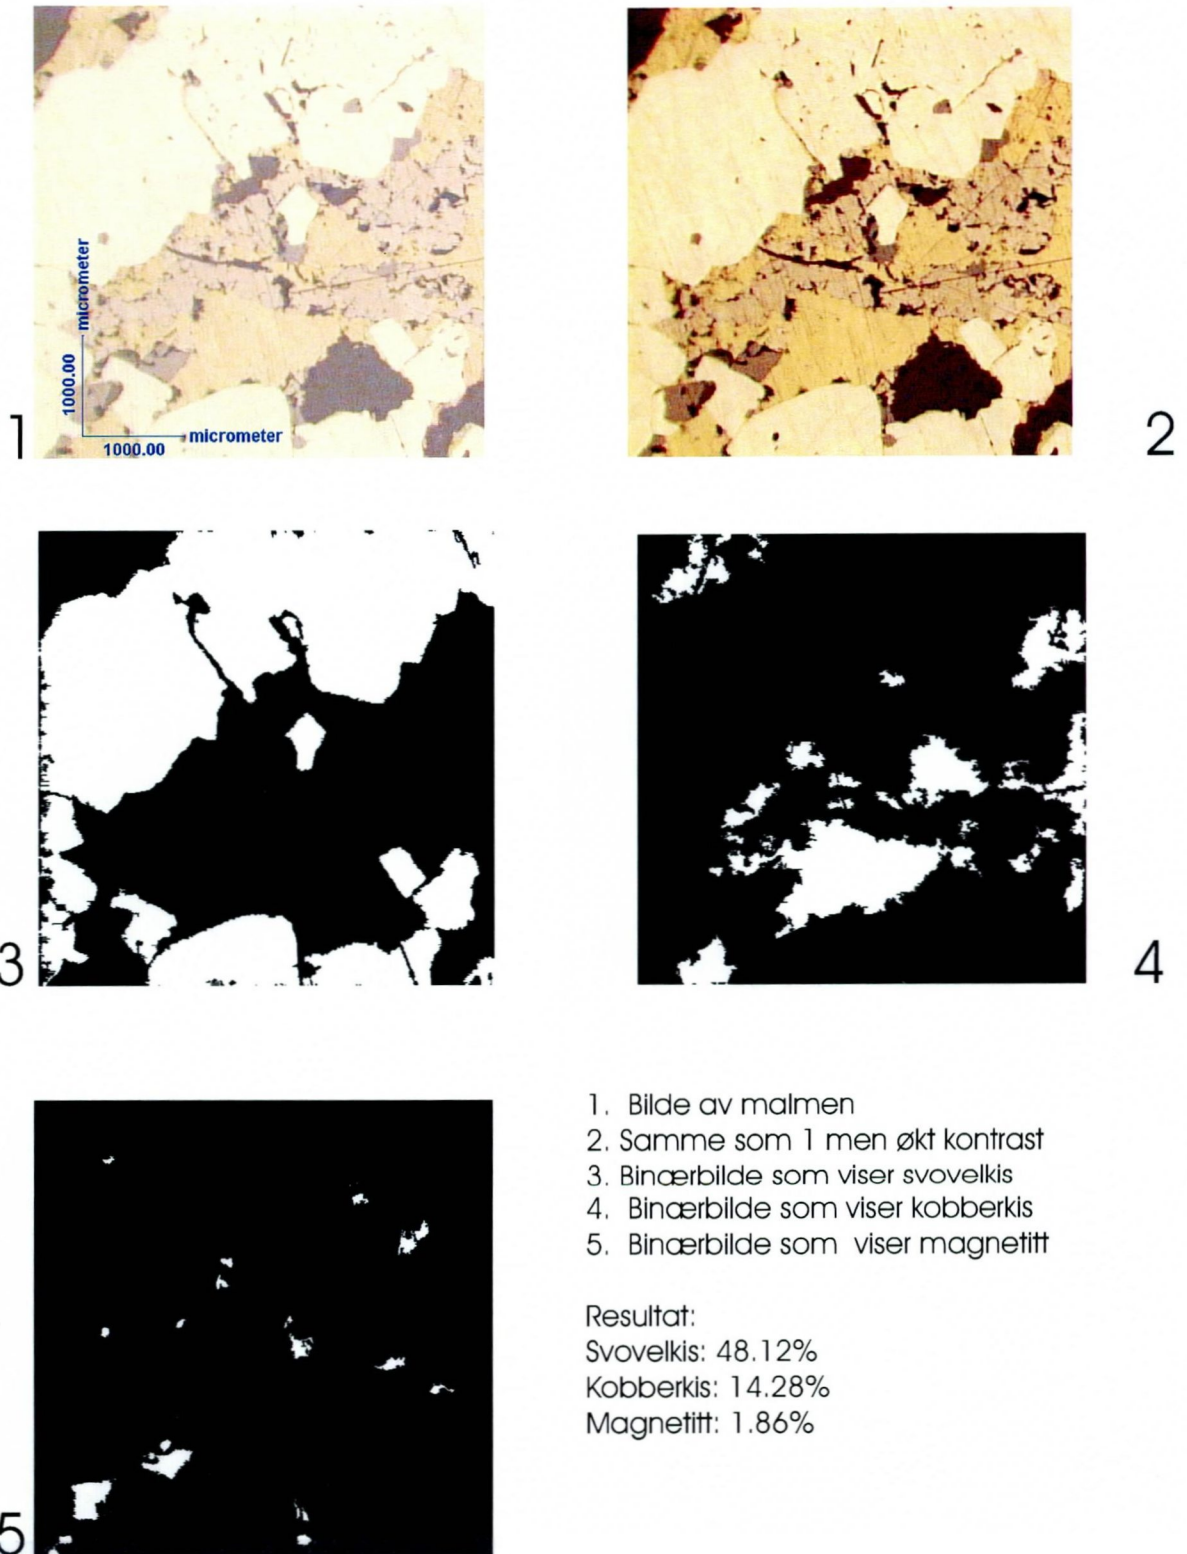 micrometer
1000.00
micrometer
1000.00
1
2
3
4
5
1. Bilde av malmen
2. Samme som 1 men økt kontrast
3. Binærbilde som viser svovelkis
4. Binærbilde som viser kobberkis
5. Binærbilde som viser magnetitt
Resultat:
Svovelkis: 48.12%
Kobberkis: 14.28%
Magnetitt: 1.86%